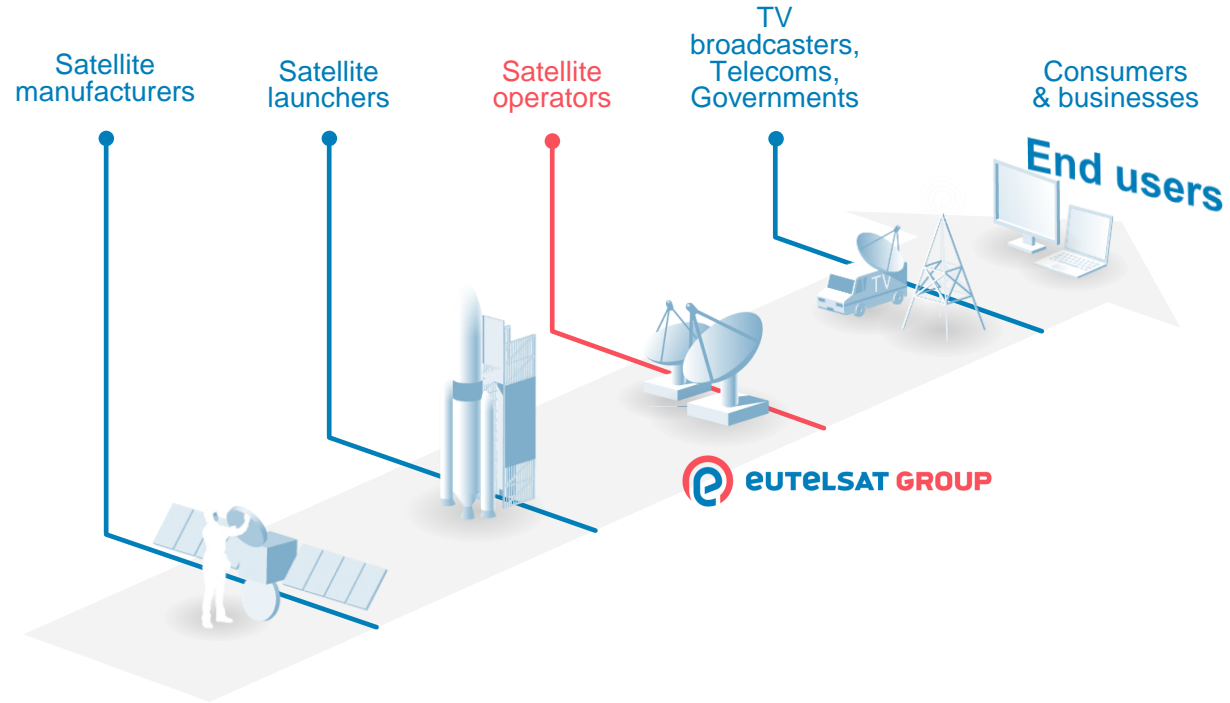 Satellite
manufacturers
Satellite
launchers
Satellite
operators
TV
broadcasters,
Telecoms,
Governments
Consumers
& businesses
End users
TV
eUTeLSAT GROUP